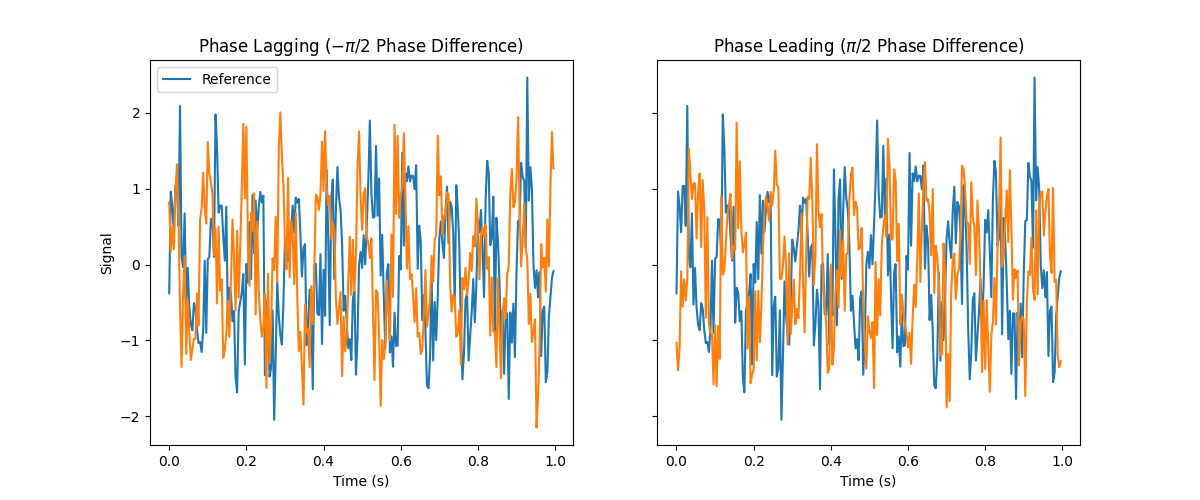 Phase Lagging (−π/2 Phase Difference)
Phase Leading (π/2 Phase Difference)
Reference
Signal
2
1
0
−1
−2
0.0 0.2 0.4 0.6 0.8 1.0
0.0 0.2 0.4 0.6 0.8 1.0
Time (s)
Time (s)